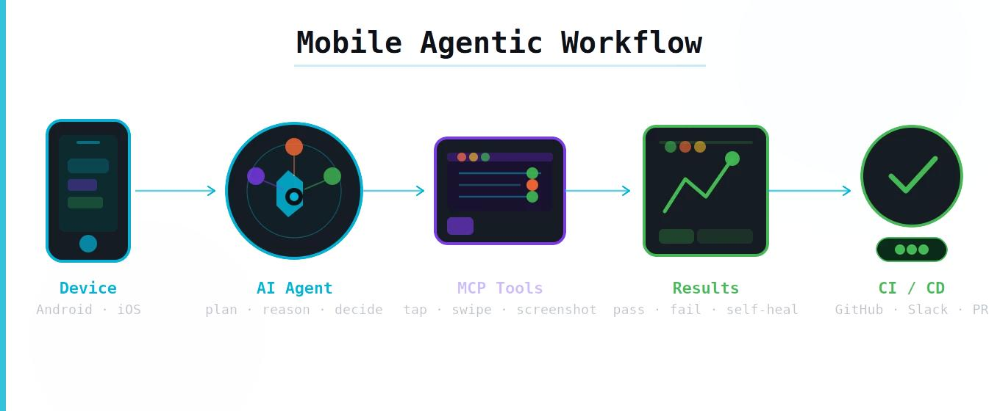 Mobile Agentic Workflow
Device
Android · iOS
AI Agent
plan · reason · decide
MCP Tools
tap · swipe · screenshot
Results
pass · fail · self-heal
CI / CD
GitHub · Slack · PR